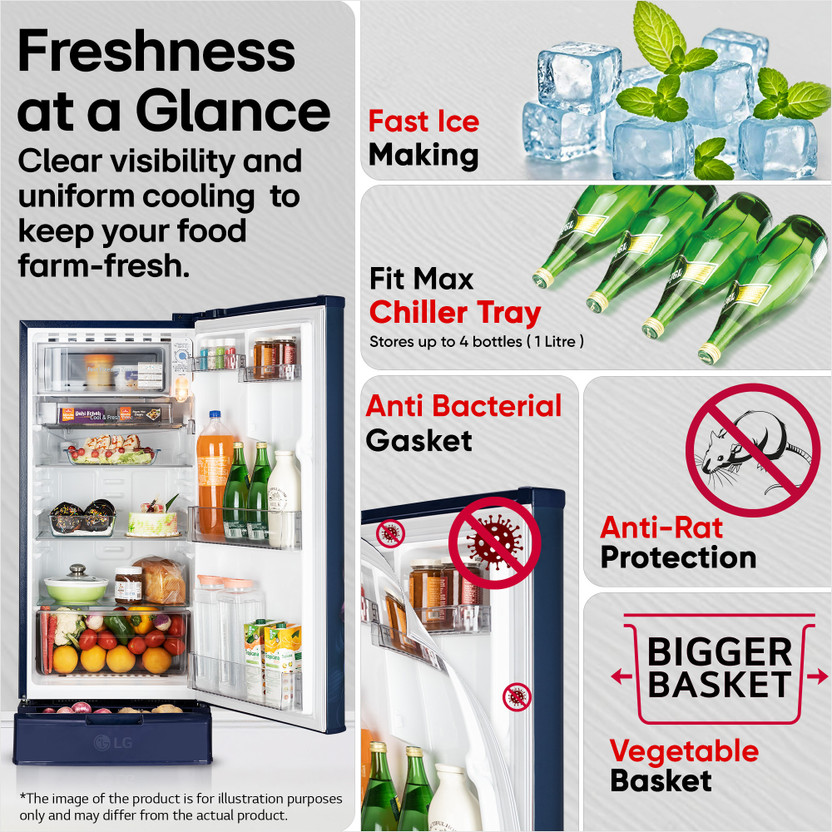 Freshness
at a Glance
Clear visibility and
uniform cooling to
keep your food
farm-fresh.
LG
*The image of the product is for illustration purposes
only and may differ from the actual product.
Fast Ice
Making
Fit Max
Chiller Tray
Stores up to 4 bottles ( 1 Litre )
Anti Bacterial
Gasket
Anti-Rat
Protection
BIGGER
BASKET
Vegetable
Basket